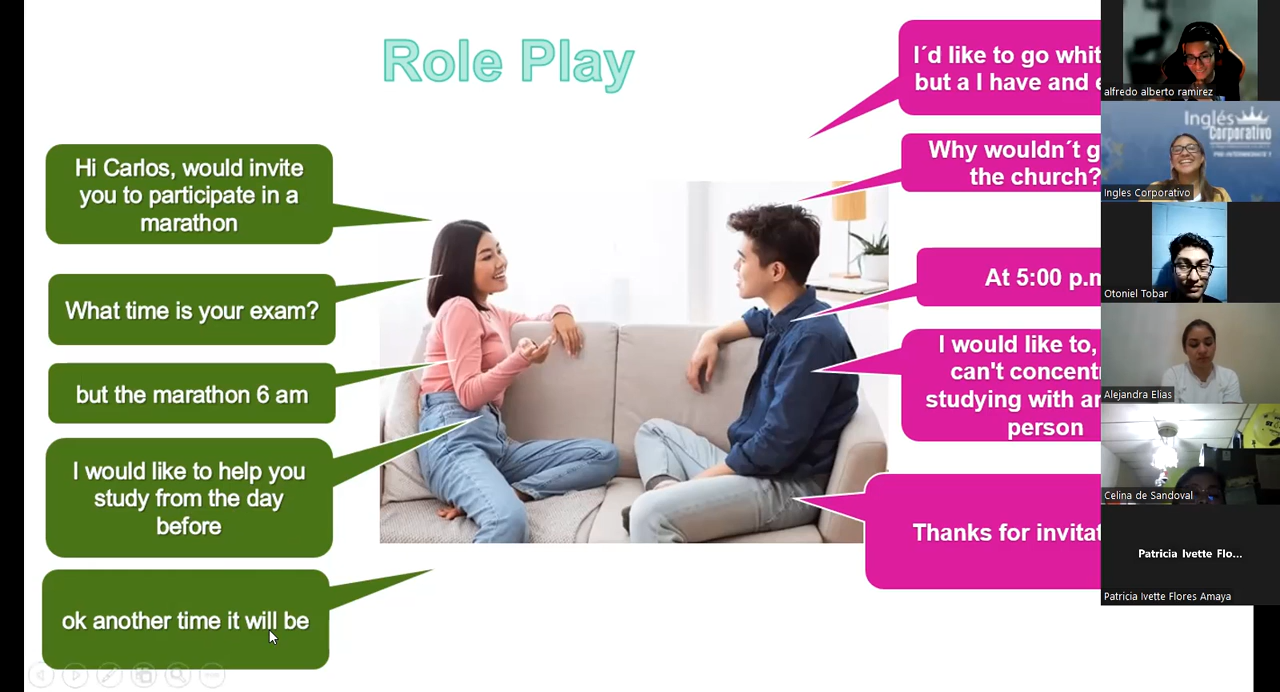 Role Play
Hi Carlos, would invite
you to participate in a
marathon
What time is your exam?
but the marathon 6 am
I would like to help you
study from the day
before
ok another time it will be
I´d like to go
but a I have and
Why wouldn´t
the church?
At 5:00
I would like to,
can't
studying with
person
Thanks for
alfredo alberto ramirez
Inglés
Corporativo
Ingles Corporativo
Otoniel Tobar
Alejandra Elias
Celina de Sandoval
Patricia Ivette Flo...
Patricia Ivette Flores Amaya